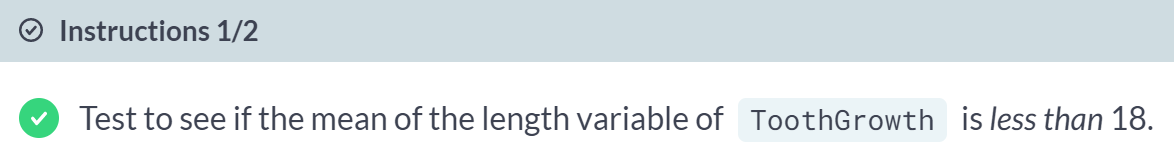 Instructions 1/2
Test to see if the mean of the length variable of ToothGrowth is less than 18.